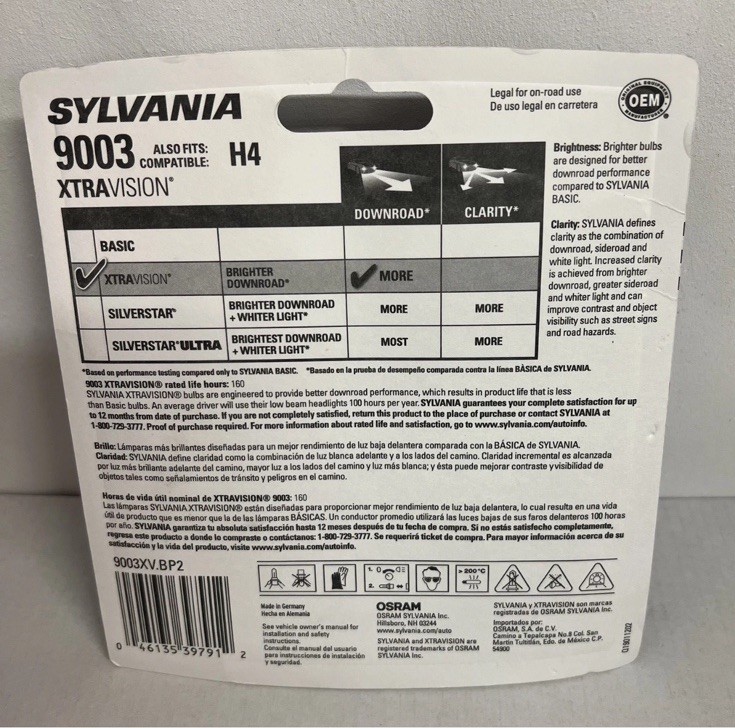 SYLVANIA
Legal for on-road use
De uso legal en carretera
ORIGINAL EQUIPMENT
OEM
MANUFACTURER
9003 ALSO FITS: COMPATIBLE: H4
XTRAVISION®
DOWNROAD* CLARITY*
BASIC
XTRAVISION® BRIGHTER DOWNROAD* MORE
SILVERSTAR® BRIGHTER DOWNROAD + WHITER LIGHT* MORE MORE
SILVERSTAR® ULTRA BRIGHTEST DOWNROAD + WHITER LIGHT* MOST MORE
Brightness: Brighter bulbs
are designed for better
downroad performance
compared to SYLVANIA
BASIC.
Clarity: SYLVANIA defines
clarity as the combination of
downroad, sideroad and
white light. Increased clarity
is achieved from brighter
downroad, greater sideroad
and whiter light and can
improve contrast and object
visibility such as street signs
and road hazards.
*Based on performance testing compared only to SYLVANIA BASIC. *Basado en la prueba de desempeño comparada contra la línea BÁSICA de SYLVANIA.
9003 XTRAVISION® rated life hours: 160
SYLVANIA XTRAVISION® bulbs are engineered to provide better downroad performance, which results in product life that is less
than Basic bulbs. An average driver will use their low beam headlights 100 hours per year. SYLVANIA guarantees your complete satisfaction for up
to 12 months from date of purchase. If you are not completely satisfied, return this product to the place of purchase or contact SYLVANIA at
1-800-729-3777. Proof of purchase required. For more information about rated life and satisfaction, go to www.sylvania.com/autoinfo.
Brillo: Lámparas más brillantes diseñadas para un mejor rendimiento de luz baja delantera comparada con la BÁSICA de SYLVANIA.
Claridad: SYLVANIA define claridad como la combinación de luz blanca adelante y a los lados del camino. Claridad incremental es alcanzada
por luz más brillante adelante del camino, mayor luz a los lados del camino y luz más blanca; y ésta puede mejorar contraste y visibilidad de
objetos tales como señalamientos de tránsito y peligros en el camino.
Horas de vida útil nominal de XTRAVISION® 9003: 160
Las lámparas SYLVANIA XTRAVISION® están diseñadas para proporcionar mejor rendimiento de luz baja delantera, lo cual resulta en una vida
útil de producto que es menor que la de las lámparas BÁSICAS. Un conductor promedio utilizará las luces bajas de sus faros delanteros 100 horas
por año. SYLVANIA garantiza tu absoluta satisfacción hasta 12 meses después de tu fecha de compra. Si no estás satisfecho completamente,
regresa este producto a donde lo compraste o contáctanos: 1-800-729-3777. Se requerirá ticket de compra. Para mayor información acerca de su
satisfacción y la vida del producto, visite www.sylvania.com/autoinfo.
9003XV.BP2
1.
2.
> 200°C
0 46135 39791 2
Made in Germany
Hecha en Alemania
See vehicle owner's manual for
installation and safety
instructions.
Consulte el manual del usuario
para instrucciones de instalación
y seguridad.
OSRAM
OSRAM SYLVANIA Inc.
Hillsboro, NH 03244
www.sylvania.com/auto
SYLVANIA and XTRAVISION are
registered trademarks of OSRAM
SYLVANIA Inc.
SYLVANIA y XTRAVISION son marcas
registradas de OSRAM SYLVANIA Inc.
Importados por:
OSRAM, S.A. de C.V.
Camino a Tepalcapa No.8 Col. San
Martín Tultitlán, Edo. de México C.P.
54900